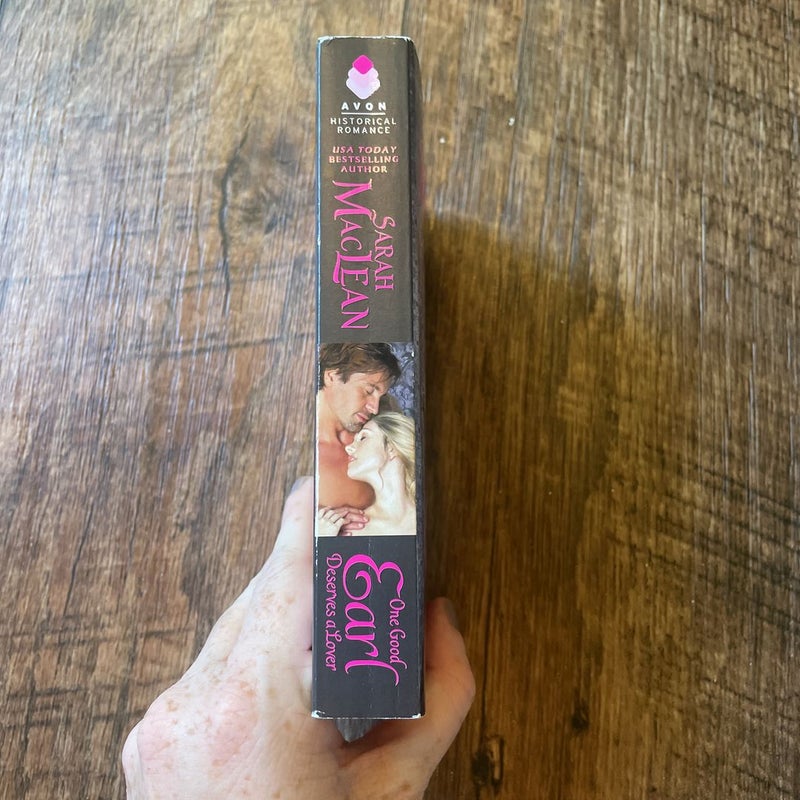 AVON
HISTORICAL
ROMANCE
USA TODAY
BESTSELLING
AUTHOR
SARAH
MACLEAN
One Good
Earl
Deserves a Lover